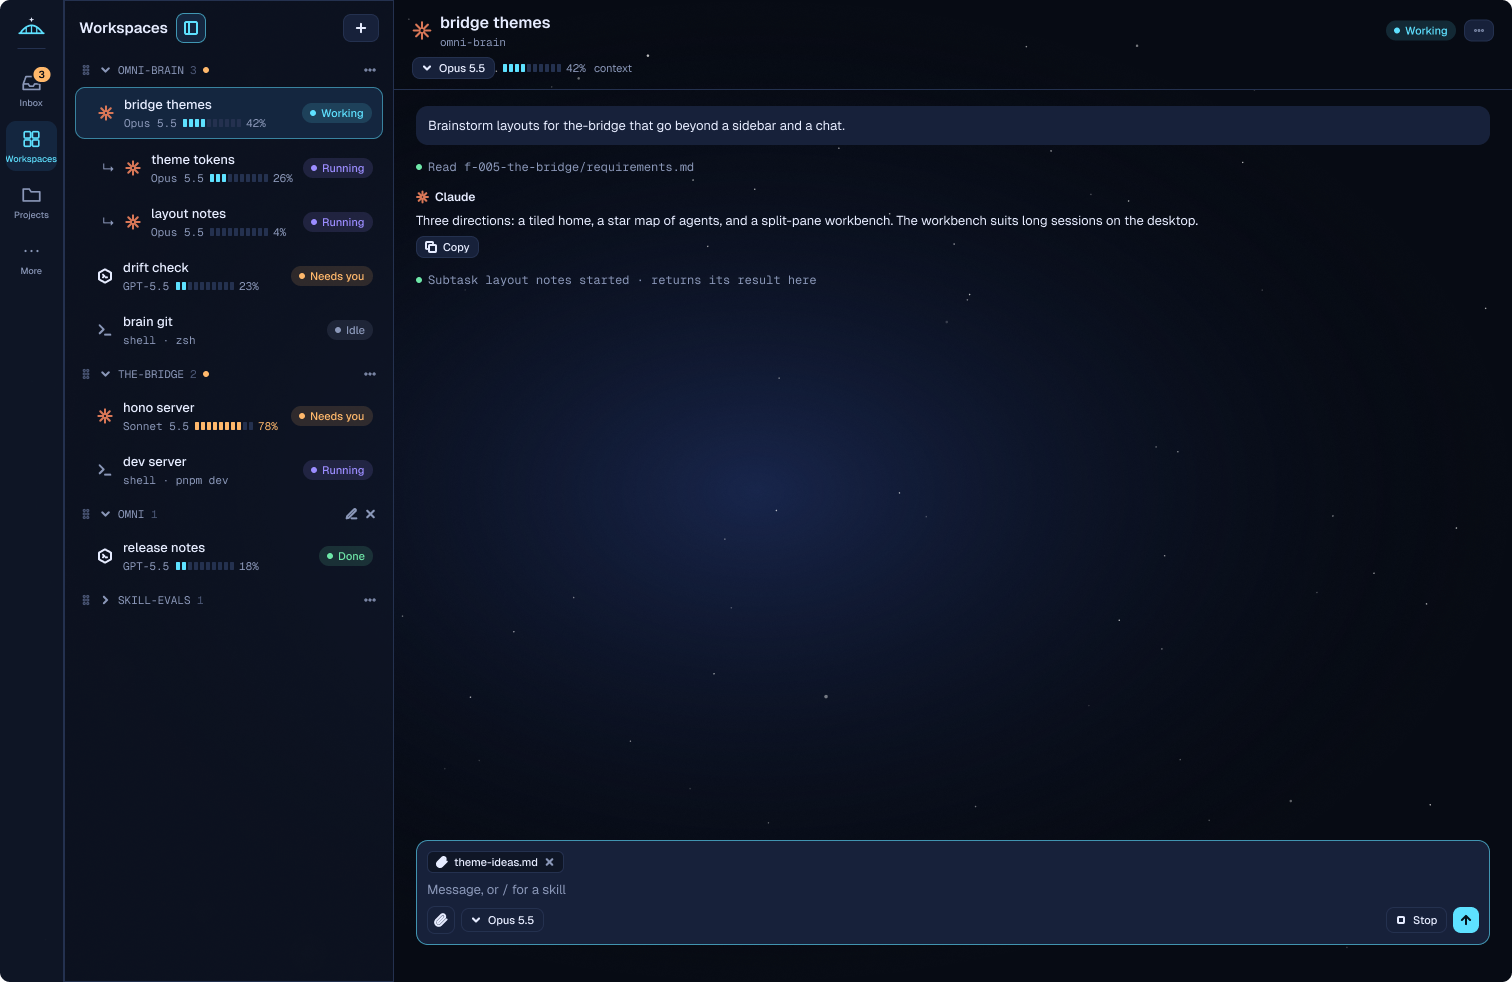 3
Inbox
Workspaces
Projects
More
Workspaces
OMNI-BRAIN 3
bridge themes
Opus 5.5 42%
Working
theme tokens
Opus 5.5 26%
Running
layout notes
Opus 5.5 4%
Running
drift check
GPT-5.5 23%
Needs you
brain git
shell · zsh
Idle
THE-BRIDGE 2
hono server
Sonnet 5.5 78%
Needs you
dev server
shell · pnpm dev
Running
OMNI 1
release notes
GPT-5.5 18%
Done
SKILL-EVALS 1
bridge themes
omni-brain
Opus 5.5 42% context
Working
Brainstorm layouts for the-bridge that go beyond a sidebar and a chat.
Read f-005-the-bridge/requirements.md
Claude
Three directions: a tiled home, a star map of agents, and a split-pane workbench. The workbench suits long sessions on the desktop.
Copy
Subtask layout notes started · returns its result here
theme-ideas.md
Message, or / for a skill
Opus 5.5
Stop